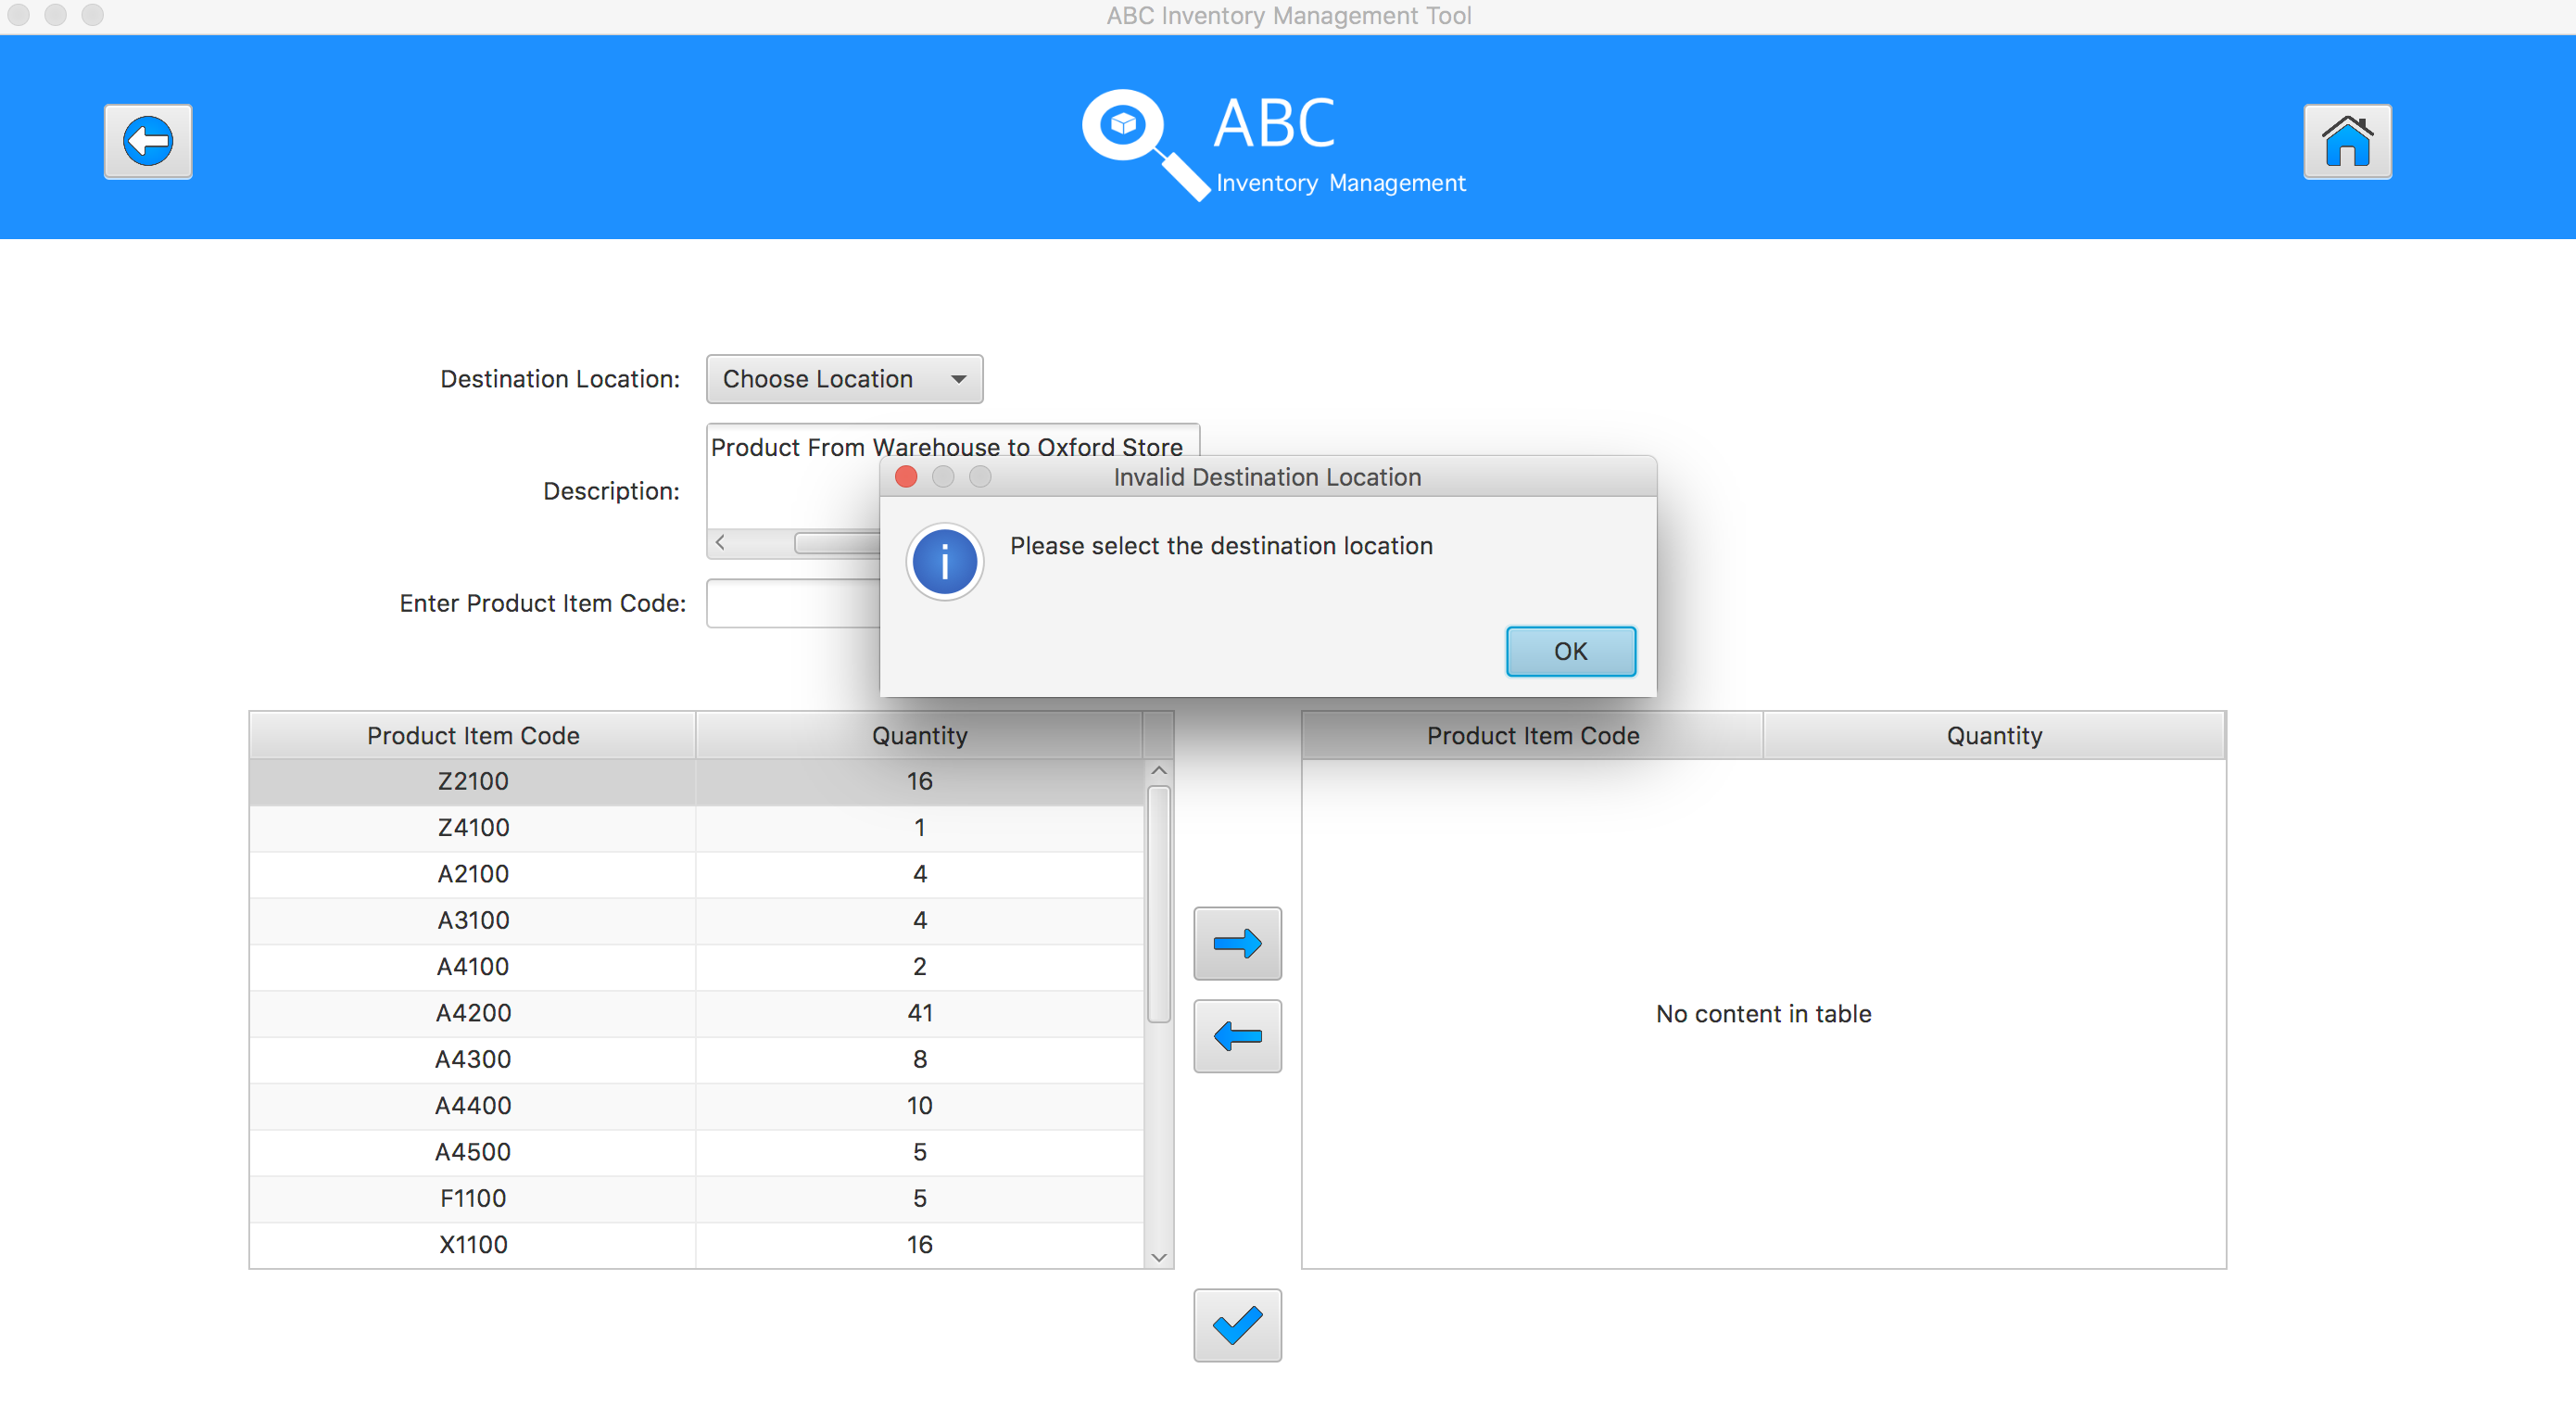 ABC Inventory Management Tool
ABC
Inventory Management
Destination Location:
Choose Location
Product From Warehouse to Oxford Store
Description:
Invalid Destination Location
Please select the destination location
OK
Enter Product Item Code:
Product Item Code Quantity
Z2100 16
Z4100 1
A2100 4
A3100 4
A4100 2
A4200 41
A4300 8
A4400 10
A4500 5
F1100 5
X1100 16
Product Item Code Quantity
No content in table